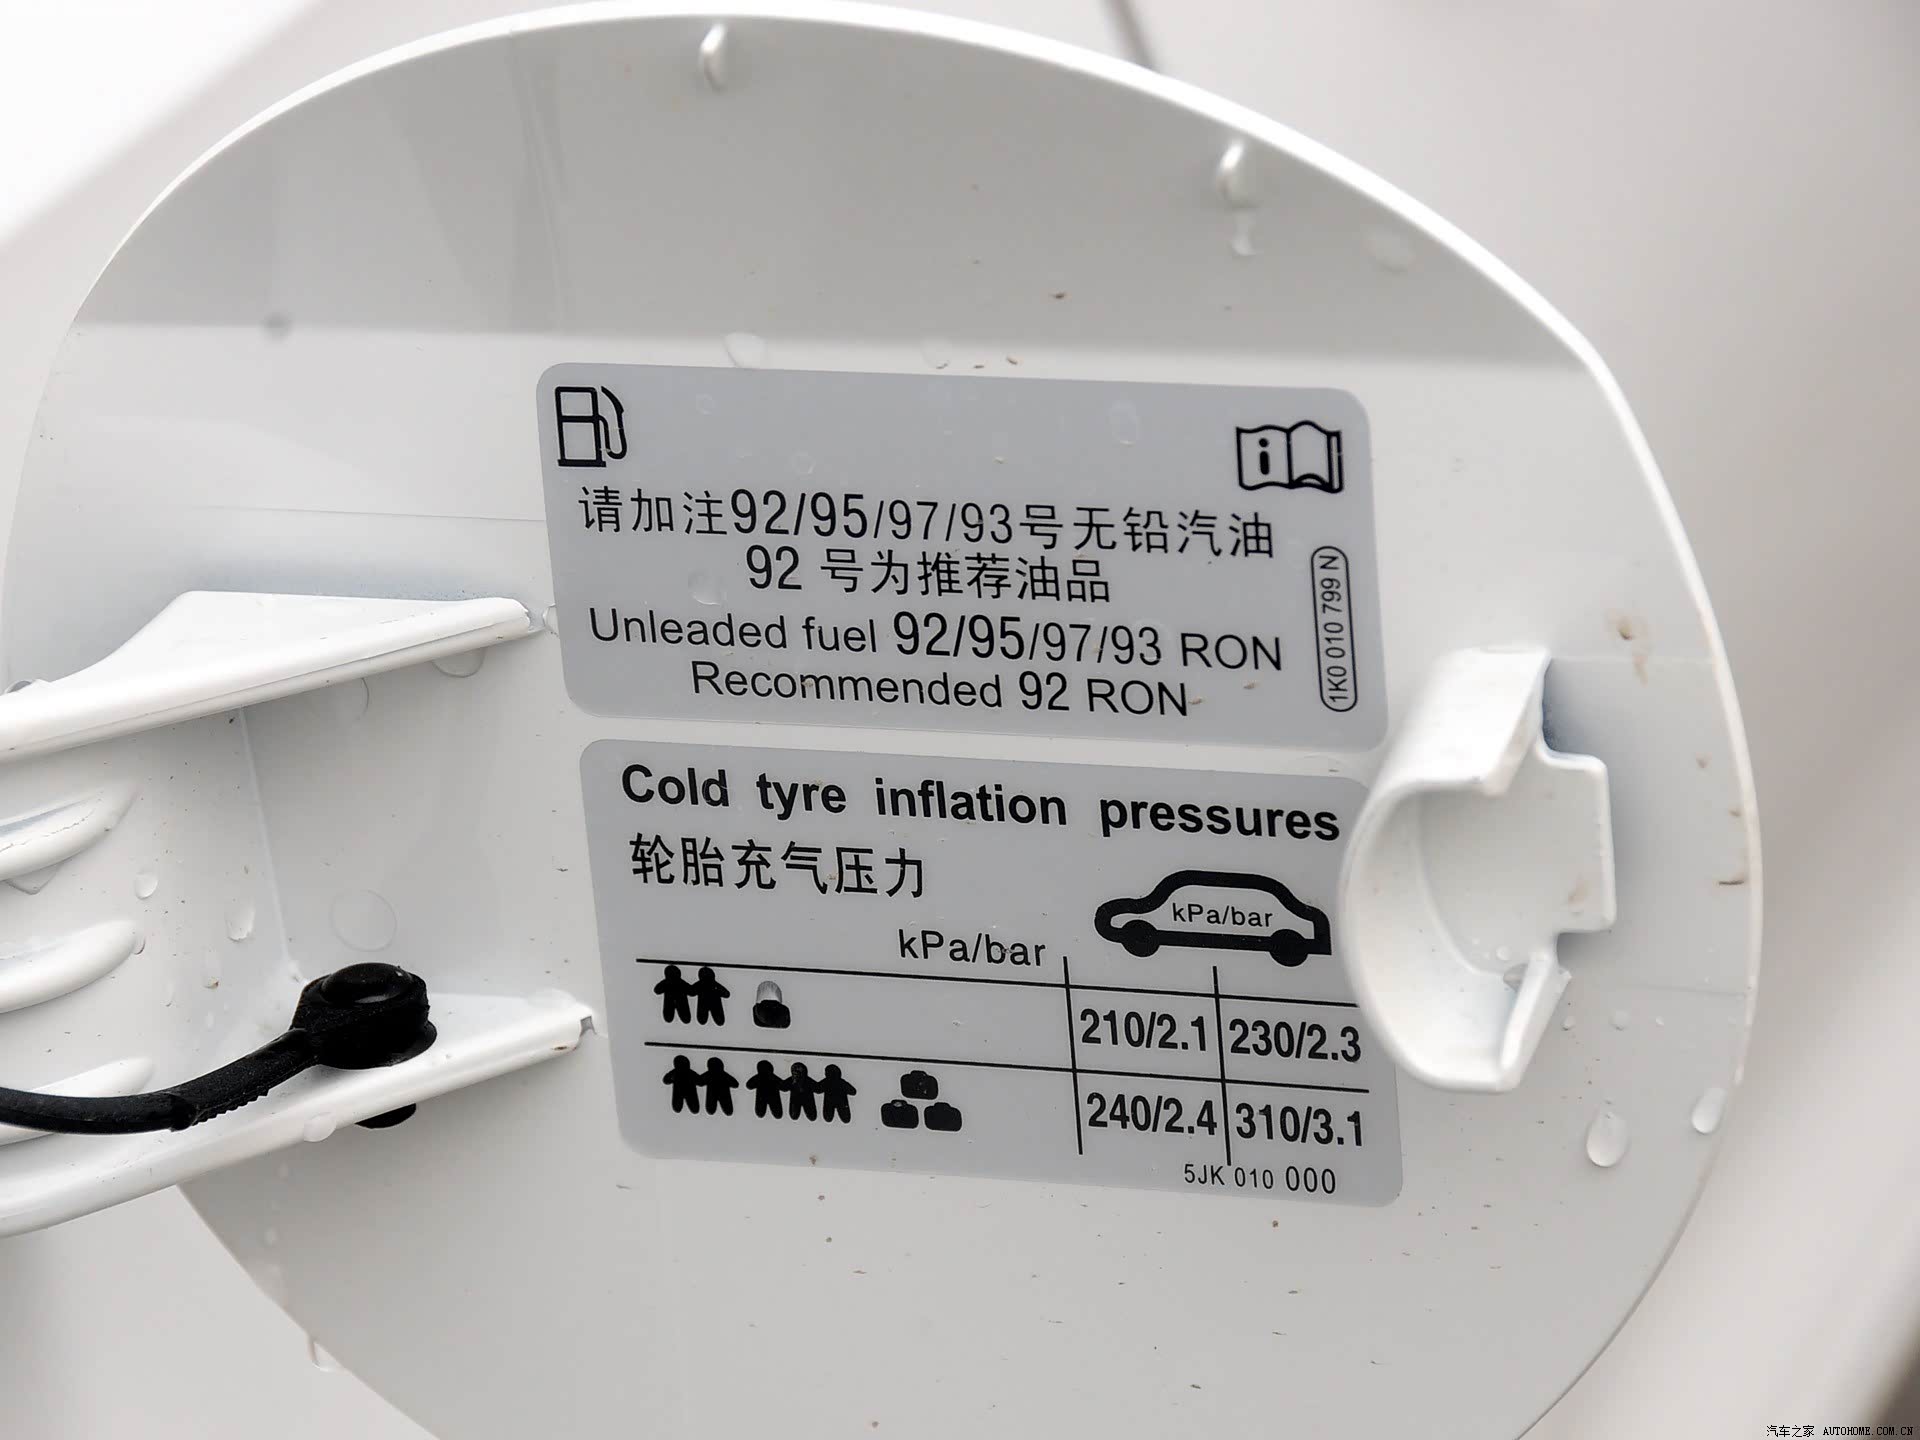 请加注92/95/97/93号无铅汽油
92 号为推荐油品
Unleaded fuel 92/95/97/93 RON
Recommended 92 RON
1K0 010 799 N
Cold tyre inflation pressures
轮胎充气压力
kPa/bar
kPa/bar
210/2.1 230/2.3
240/2.4 310/3.1
5JK 010 000
汽车之家 AUTOHOME.COM.CN